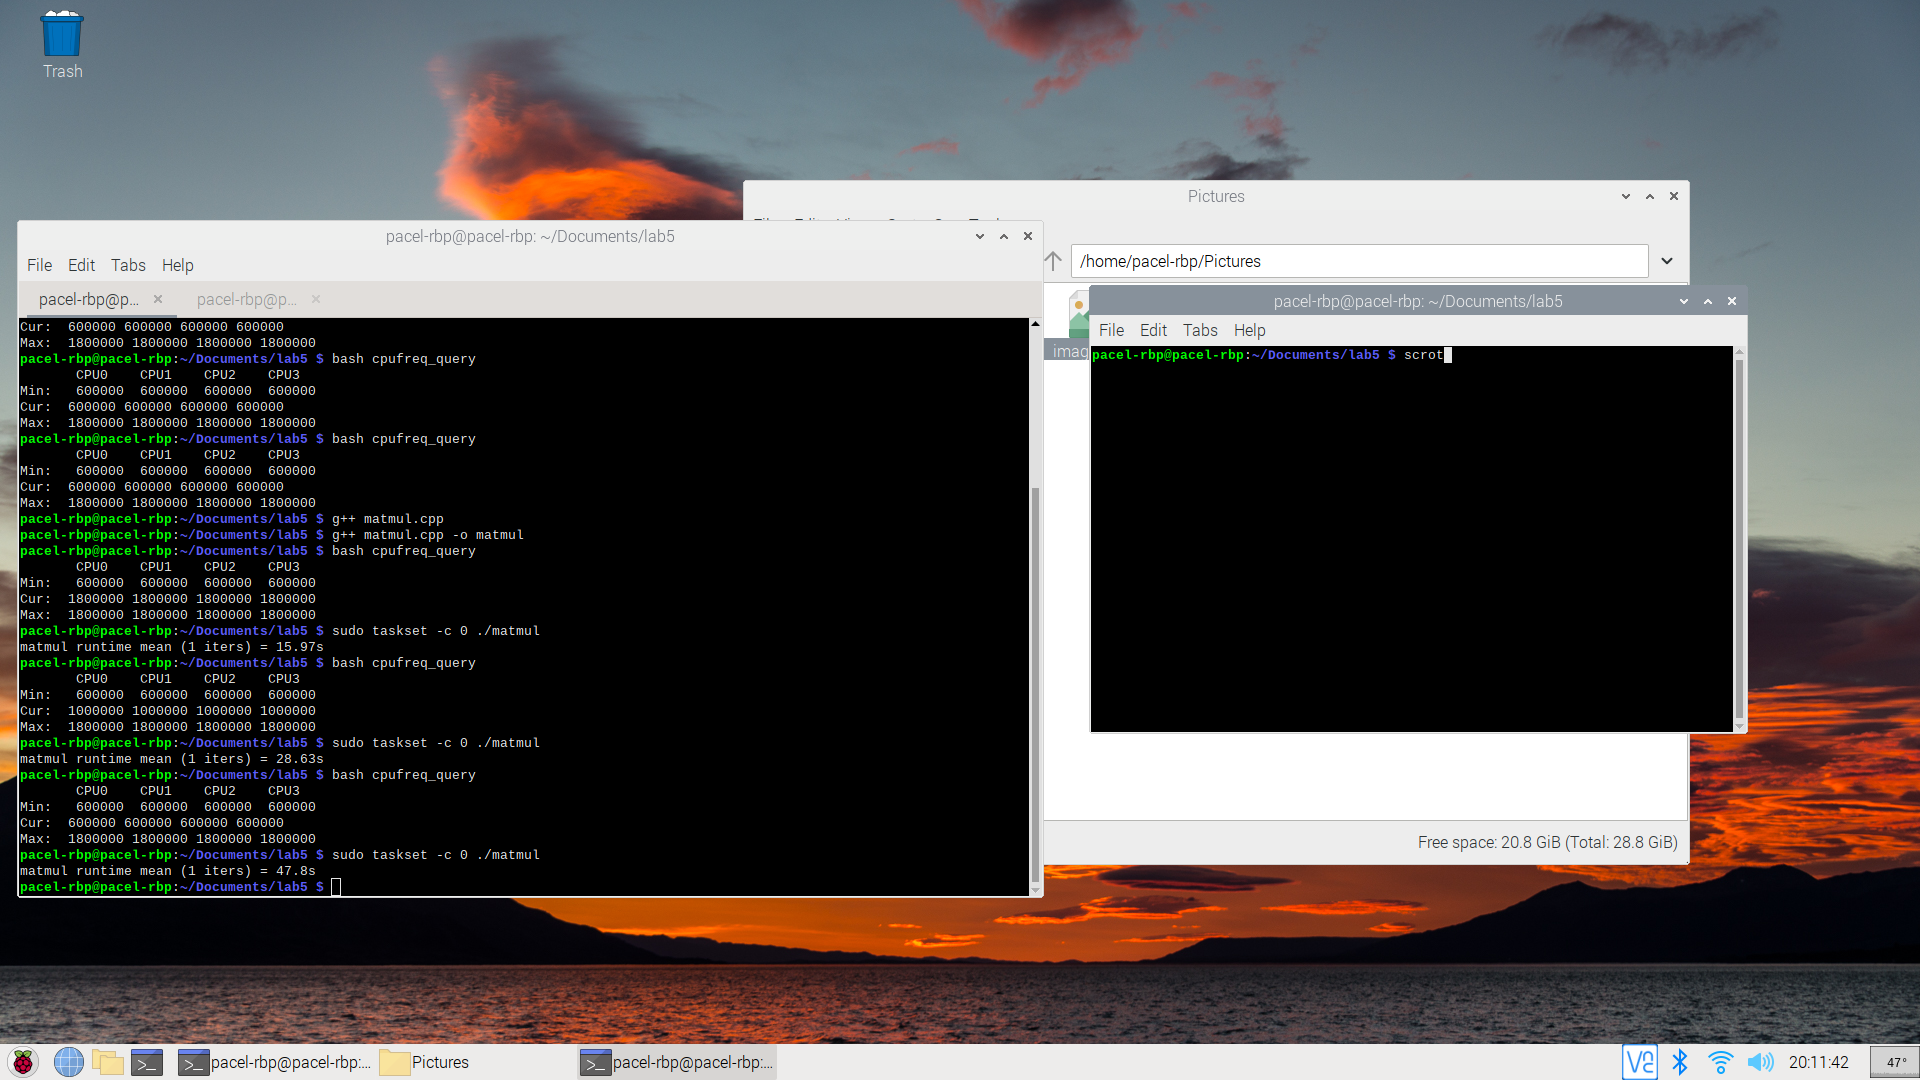 Trash
Pictures
/home/pacel-rbp/Pictures
Free space: 20.8 GiB (Total: 28.8 GiB)
pacel-rbp@pacel-rbp: ~/Documents/lab5
File Edit Tabs Help
pacel-rbp@p... pacel-rbp@p...
Cur:  600000 600000 600000 600000
Max:  1800000 1800000 1800000 1800000
pacel-rbp@pacel-rbp:~/Documents/lab5 $ bash cpufreq_query
       CPU0    CPU1    CPU2    CPU3
Min:   600000  600000  600000  600000
Cur:  600000 600000 600000 600000
Max:  1800000 1800000 1800000 1800000
pacel-rbp@pacel-rbp:~/Documents/lab5 $ bash cpufreq_query
       CPU0    CPU1    CPU2    CPU3
Min:   600000  600000  600000  600000
Cur:  600000 600000 600000 600000
Max:  1800000 1800000 1800000 1800000
pacel-rbp@pacel-rbp:~/Documents/lab5 $ g++ matmul.cpp
pacel-rbp@pacel-rbp:~/Documents/lab5 $ g++ matmul.cpp -o matmul
pacel-rbp@pacel-rbp:~/Documents/lab5 $ bash cpufreq_query
       CPU0    CPU1    CPU2    CPU3
Min:   600000  600000  600000  600000
Cur:  1800000 1800000 1800000 1800000
Max:  1800000 1800000 1800000 1800000
pacel-rbp@pacel-rbp:~/Documents/lab5 $ sudo taskset -c 0 ./matmul
matmul runtime mean (1 iters) = 15.97s
pacel-rbp@pacel-rbp:~/Documents/lab5 $ bash cpufreq_query
       CPU0    CPU1    CPU2    CPU3
Min:   600000  600000  600000  600000
Cur:  1000000 1000000 1000000 1000000
Max:  1800000 1800000 1800000 1800000
pacel-rbp@pacel-rbp:~/Documents/lab5 $ sudo taskset -c 0 ./matmul
matmul runtime mean (1 iters) = 28.63s
pacel-rbp@pacel-rbp:~/Documents/lab5 $ bash cpufreq_query
       CPU0    CPU1    CPU2    CPU3
Min:   600000  600000  600000  600000
Cur:  600000 600000 600000 600000
Max:  1800000 1800000 1800000 1800000
pacel-rbp@pacel-rbp:~/Documents/lab5 $ sudo taskset -c 0 ./matmul
matmul runtime mean (1 iters) = 47.8s
pacel-rbp@pacel-rbp:~/Documents/lab5 $
imag
pacel-rbp@pacel-rbp: ~/Documents/lab5
File Edit Tabs Help
pacel-rbp@pacel-rbp:~/Documents/lab5 $ scrot
pacel-rbp@pacel-rbp:... Pictures pacel-rbp@pacel-rbp:... 20:11:42 47°